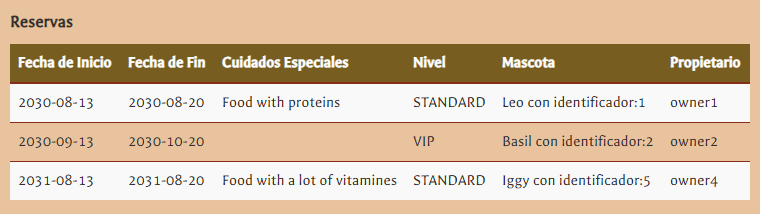 Reservas
Fecha de Inicio Fecha de Fin Cuidados Especiales Nivel Mascota Propietario
2030-08-13 2030-08-20 Food with proteins STANDARD Leo con identificador:1 owner1
2030-09-13 2030-10-20 VIP Basil con identificador:2 owner2
2031-08-13 2031-08-20 Food with a lot of vitamines STANDARD Iggy con identificador:5 owner4